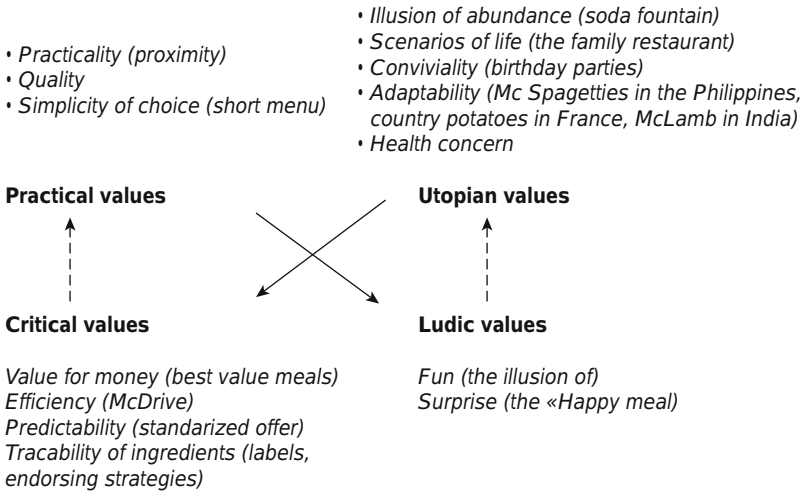 • Practicality (proximity)
• Quality
• Simplicity of choice (short menu)
• Illusion of abundance (soda fountain)
• Scenarios of life (the family restaurant)
• Conviviality (birthday parties)
• Adaptability (Mc Spagetties in the Philippines,
country potatoes in France, McLamb in India)
• Health concern
Practical values
Utopian values
Critical values
Ludic values
Value for money (best value meals)
Efficiency (McDrive)
Predictability (standarized offer)
Tracability of ingredients (labels,
endorsing strategies)
Fun (the illusion of)
Surprise (the «Happy meal)